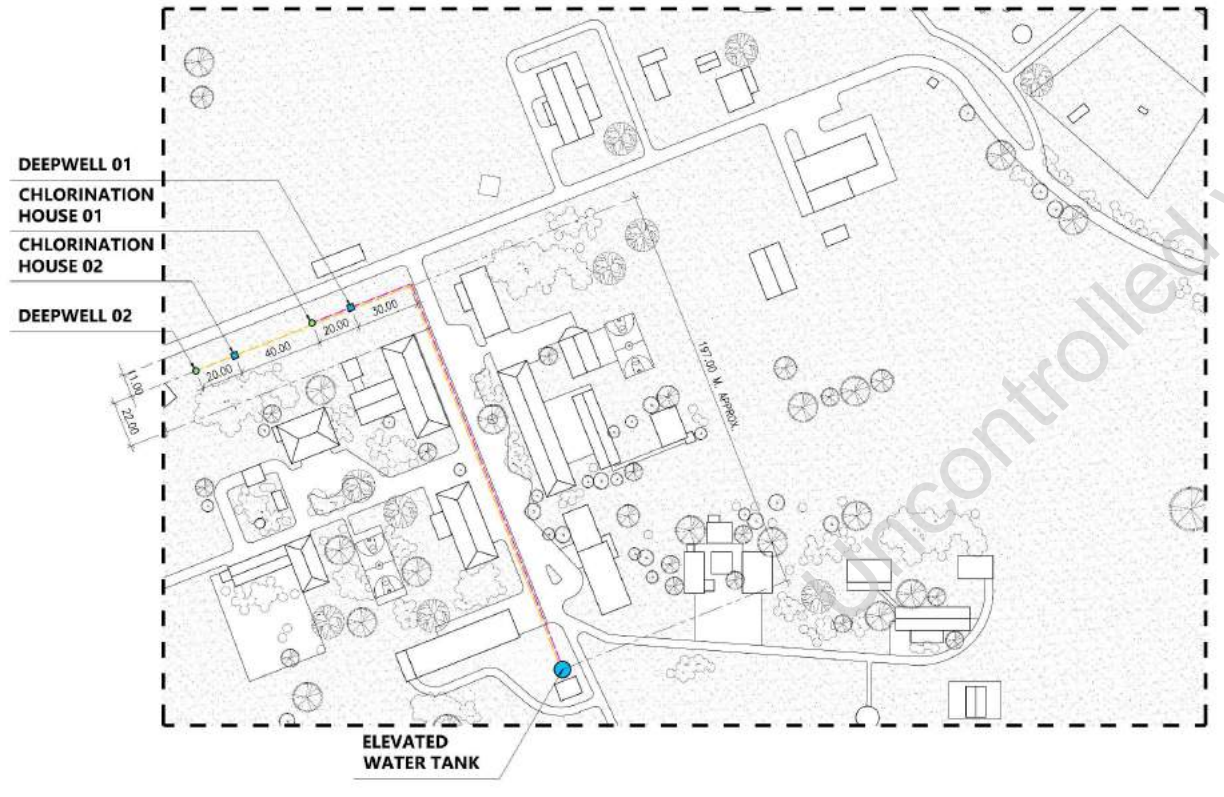 DEEPWELL 01
CHLORINATION
HOUSE 01
CHLORINATION
HOUSE 02
DEEPWELL 02
30.00
20.00
40.00
20.00
11.00
22.00
197.00 M. APPROX.
ELEVATED
WATER TANK
Uncontrolled